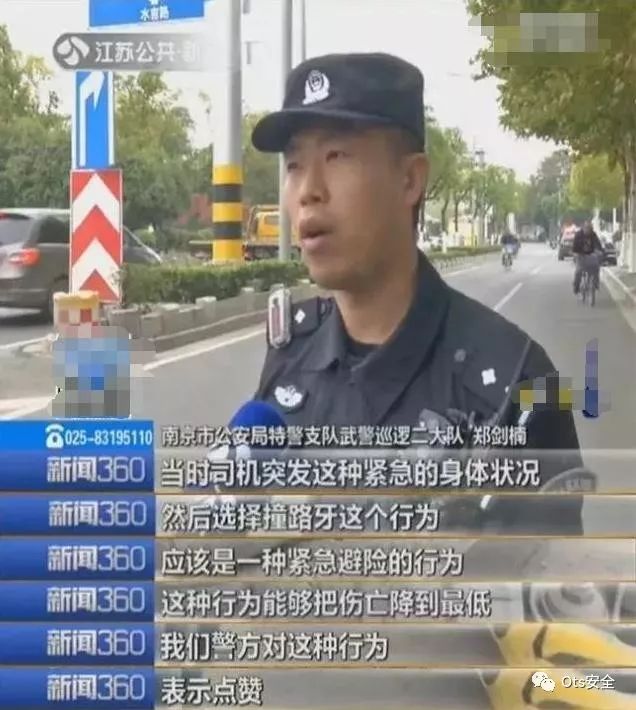 水西路
江苏公共·新
025-83195110 南京市公安局特警支队武警巡逻二大队 郑剑楠
新闻360 当时司机突发这种紧急的身体状况
新闻360 然后选择撞路牙这个行为
新闻360 应该是一种紧急避险的行为
新闻360 这种行为能够把伤亡降到最低
新闻360 我们警方对这种行为
新闻360 表示点赞
Ots安全